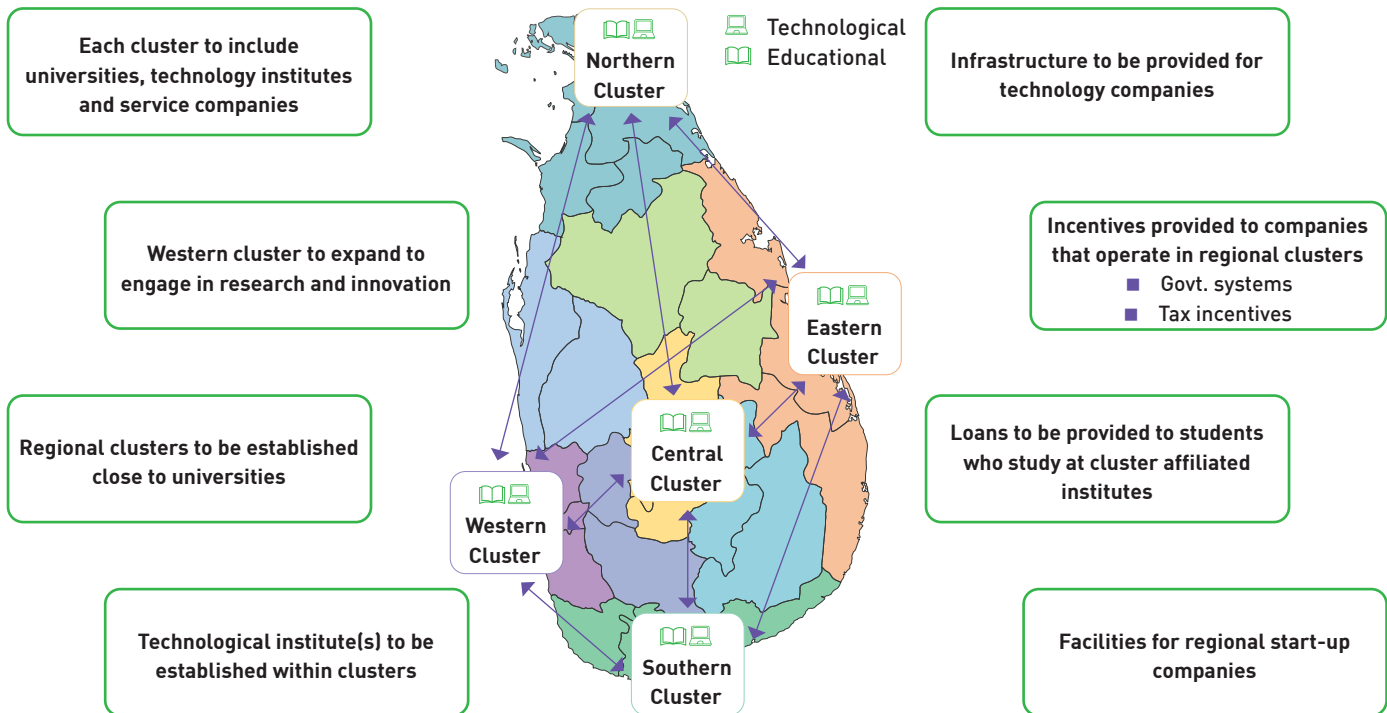 Each cluster to include
universities, technology institutes
and service companies
Northern
Cluster
Technological
Educational
Infrastructure to be provided for
technology companies
Western cluster to expand to
engage in research and innovation
Incentives provided to companies
that operate in regional clusters
Govt. systems
Tax incentives
Eastern
Cluster
Regional clusters to be established
close to universities
Central
Cluster
Loans to be provided to students
who study at cluster affiliated
institutes
Western
Cluster
Technological institute(s) to be
established within clusters
Southern
Cluster
Facilities for regional start-up
companies